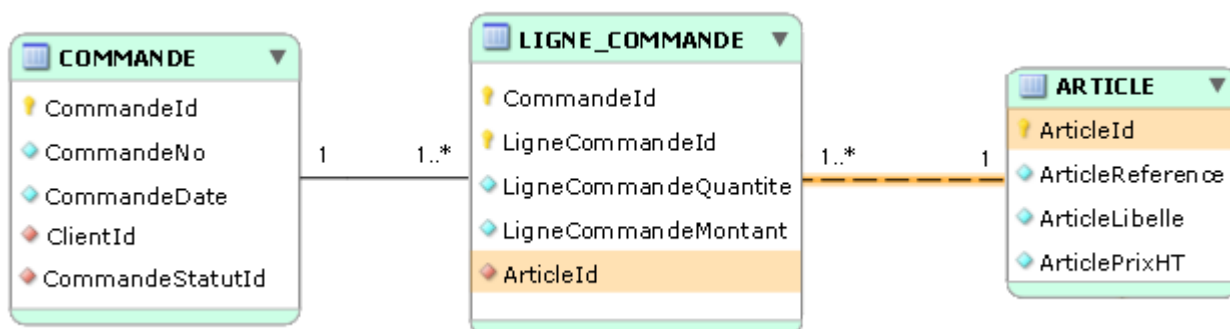 COMMANDE
CommandeId
CommandeNo
CommandeDate
ClientId
CommandeStatutId
1
1..*
LIGNE_COMMANDE
CommandeId
LigneCommandeId
LigneCommandeQuantite
LigneCommandeMontant
ArticleId
1..*
1
ARTICLE
ArticleId
ArticleReference
ArticleLibelle
ArticlePrixHT